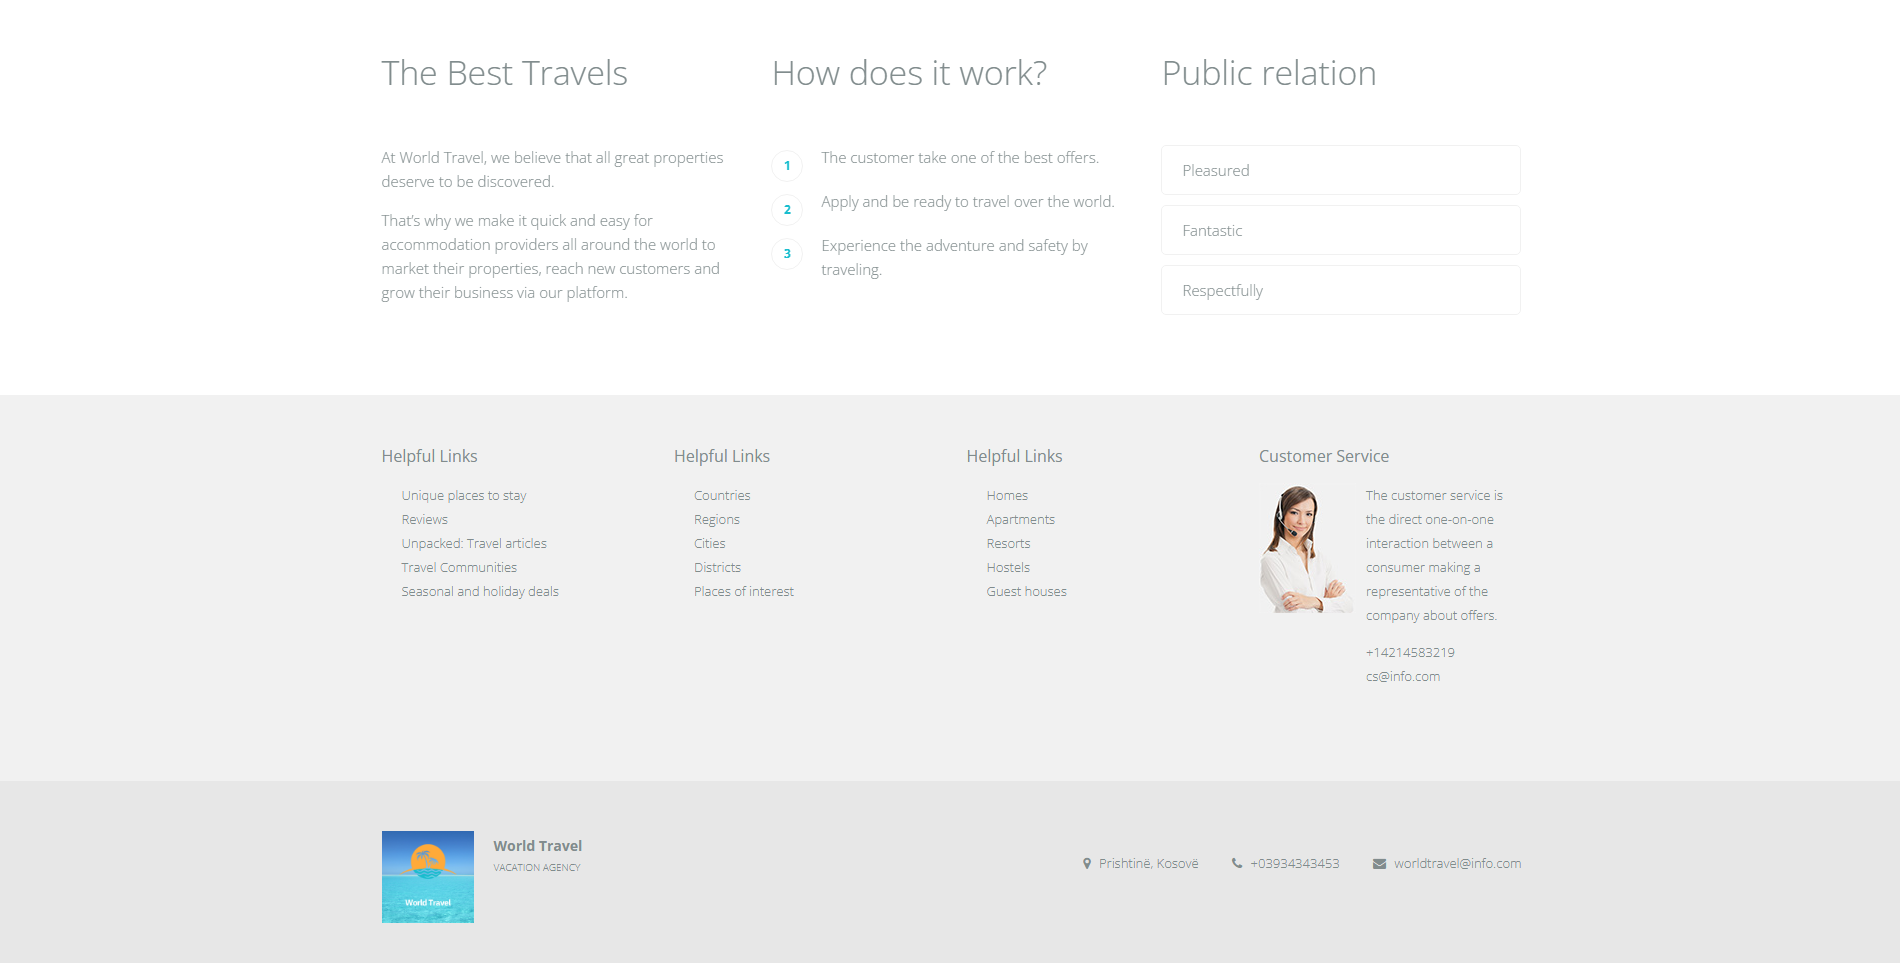 The Best Travels
At World Travel, we believe that all great properties
deserve to be discovered.
That’s why we make it quick and easy for
accommodation providers all around the world to
market their properties, reach new customers and
grow their business via our platform.
How does it work?
1 The customer take one of the best offers.
2 Apply and be ready to travel over the world.
3 Experience the adventure and safety by
traveling.
Public relation
Pleasured
Fantastic
Respectfully
Helpful Links
Unique places to stay
Reviews
Unpacked: Travel articles
Travel Communities
Seasonal and holiday deals
Helpful Links
Countries
Regions
Cities
Districts
Places of interest
Helpful Links
Homes
Apartments
Resorts
Hostels
Guest houses
Customer Service
The customer service is
the direct one-on-one
interaction between a
consumer making a
representative of the
company about offers.
+14214583219
cs@info.com
World Travel
World Travel
VACATION AGENCY
Prishtinë, Kosovë
+03934343453
worldtravel@info.com